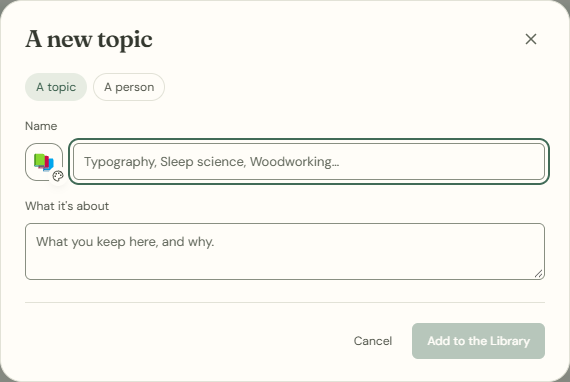 A new topic
A topic
A person
Name
Typography, Sleep science, Woodworking...
What it's about
What you keep here, and why.
Cancel
Add to the Library